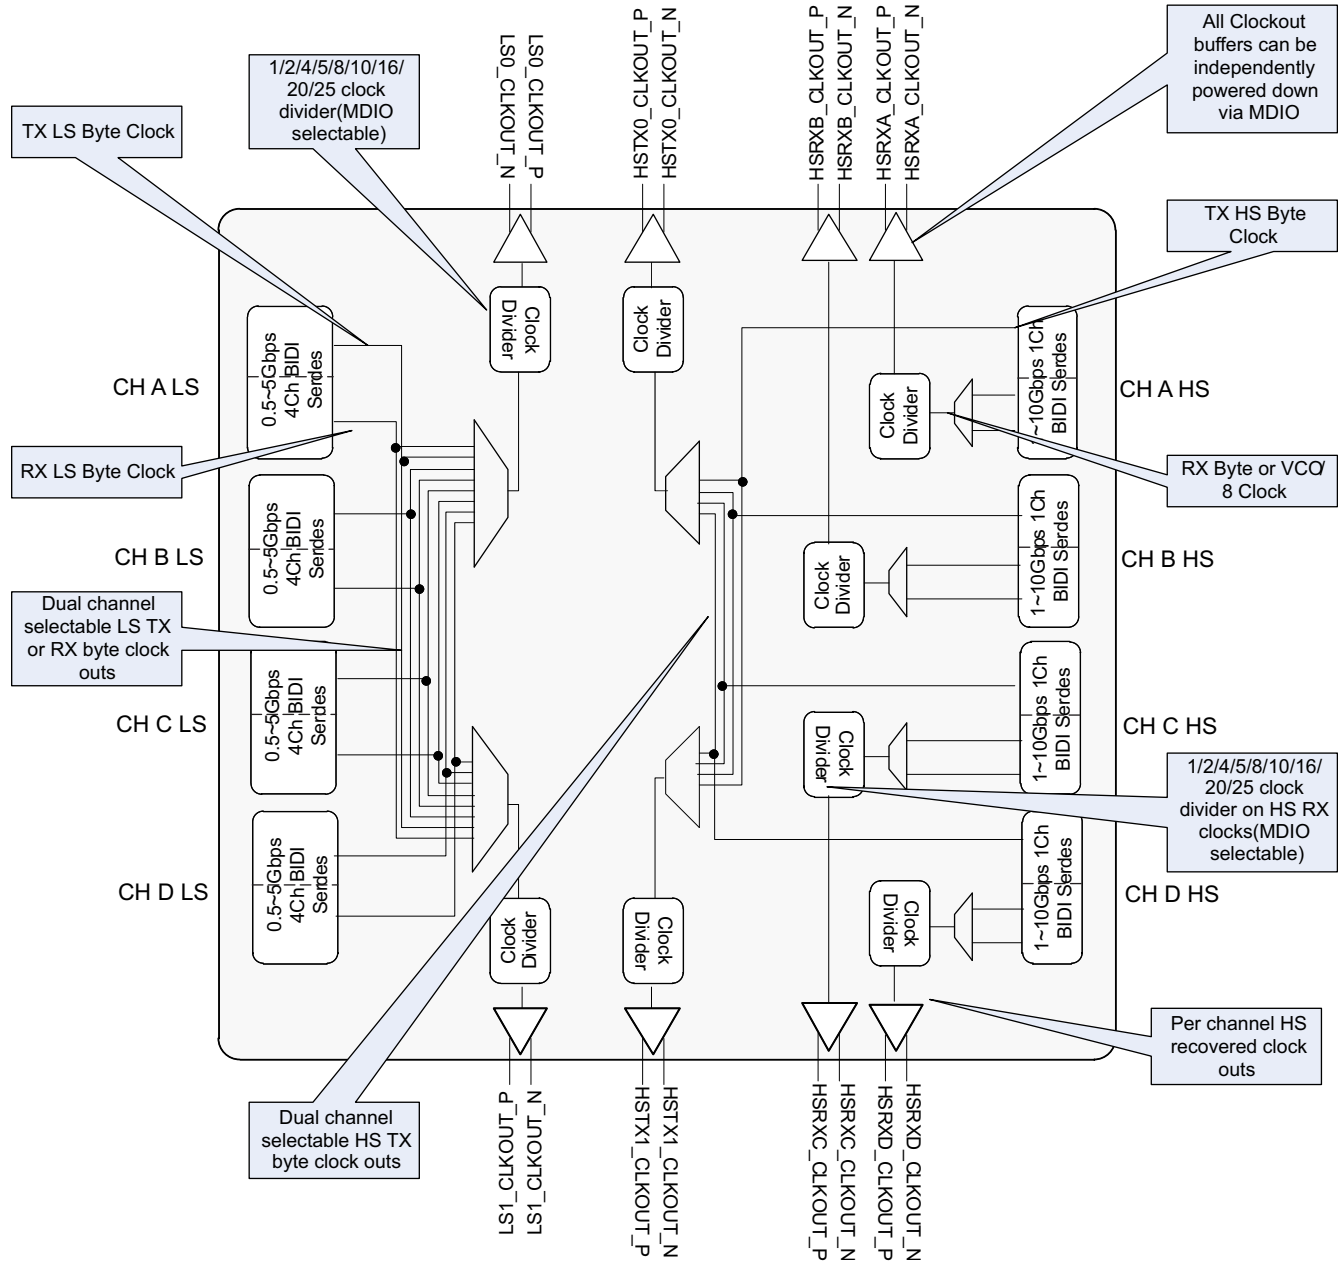 LS0_CLKOUT_N
LS0_CLKOUT_P
HSTX0_CLKOUT_P
HSTX0_CLKOUT_N
HSRXB_CLKOUT_P
HSRXB_CLKOUT_N
HSRXA_CLKOUT_P
HSRXA_CLKOUT_N
All Clockout
buffers can be
independently
powered down
via MDIO
1/2/4/5/8/10/16/
20/25 clock
divider(MDIO
selectable)
TX LS Byte Clock
TX HS Byte
Clock
Clock
Divider
Clock
Divider
CH A LS
0.5~5Gbps
4Ch BIDI
Serdes
Clock
Divider
1~10Gbps 1Ch
BIDI Serdes
CH A HS
RX LS Byte Clock
RX Byte or VCO/
8 Clock
CH B LS
0.5~5Gbps
4Ch BIDI
Serdes
Clock
Divider
1~10Gbps 1Ch
BIDI Serdes
CH B HS
Dual channel
selectable LS TX
or RX byte clock
outs
CH C LS
0.5~5Gbps
4Ch BIDI
Serdes
Clock
Divider
1~10Gbps 1Ch
BIDI Serdes
CH C HS
1/2/4/5/8/10/16/
20/25 clock
divider on HS RX
clocks(MDIO
selectable)
CH D LS
0.5~5Gbps
4Ch BIDI
Serdes
Clock
Divider
Clock
Divider
Clock
Divider
1~10Gbps 1Ch
BIDI Serdes
CH D HS
Per channel HS
recovered clock
outs
Dual channel
selectable HS TX
byte clock outs
LS1_CLKOUT_P
LS1_CLKOUT_N
HSTX1_CLKOUT_P
HSTX1_CLKOUT_N
HSRXC_CLKOUT_P
HSRXC_CLKOUT_N
HSRXD_CLKOUT_P
HSRXD_CLKOUT_N